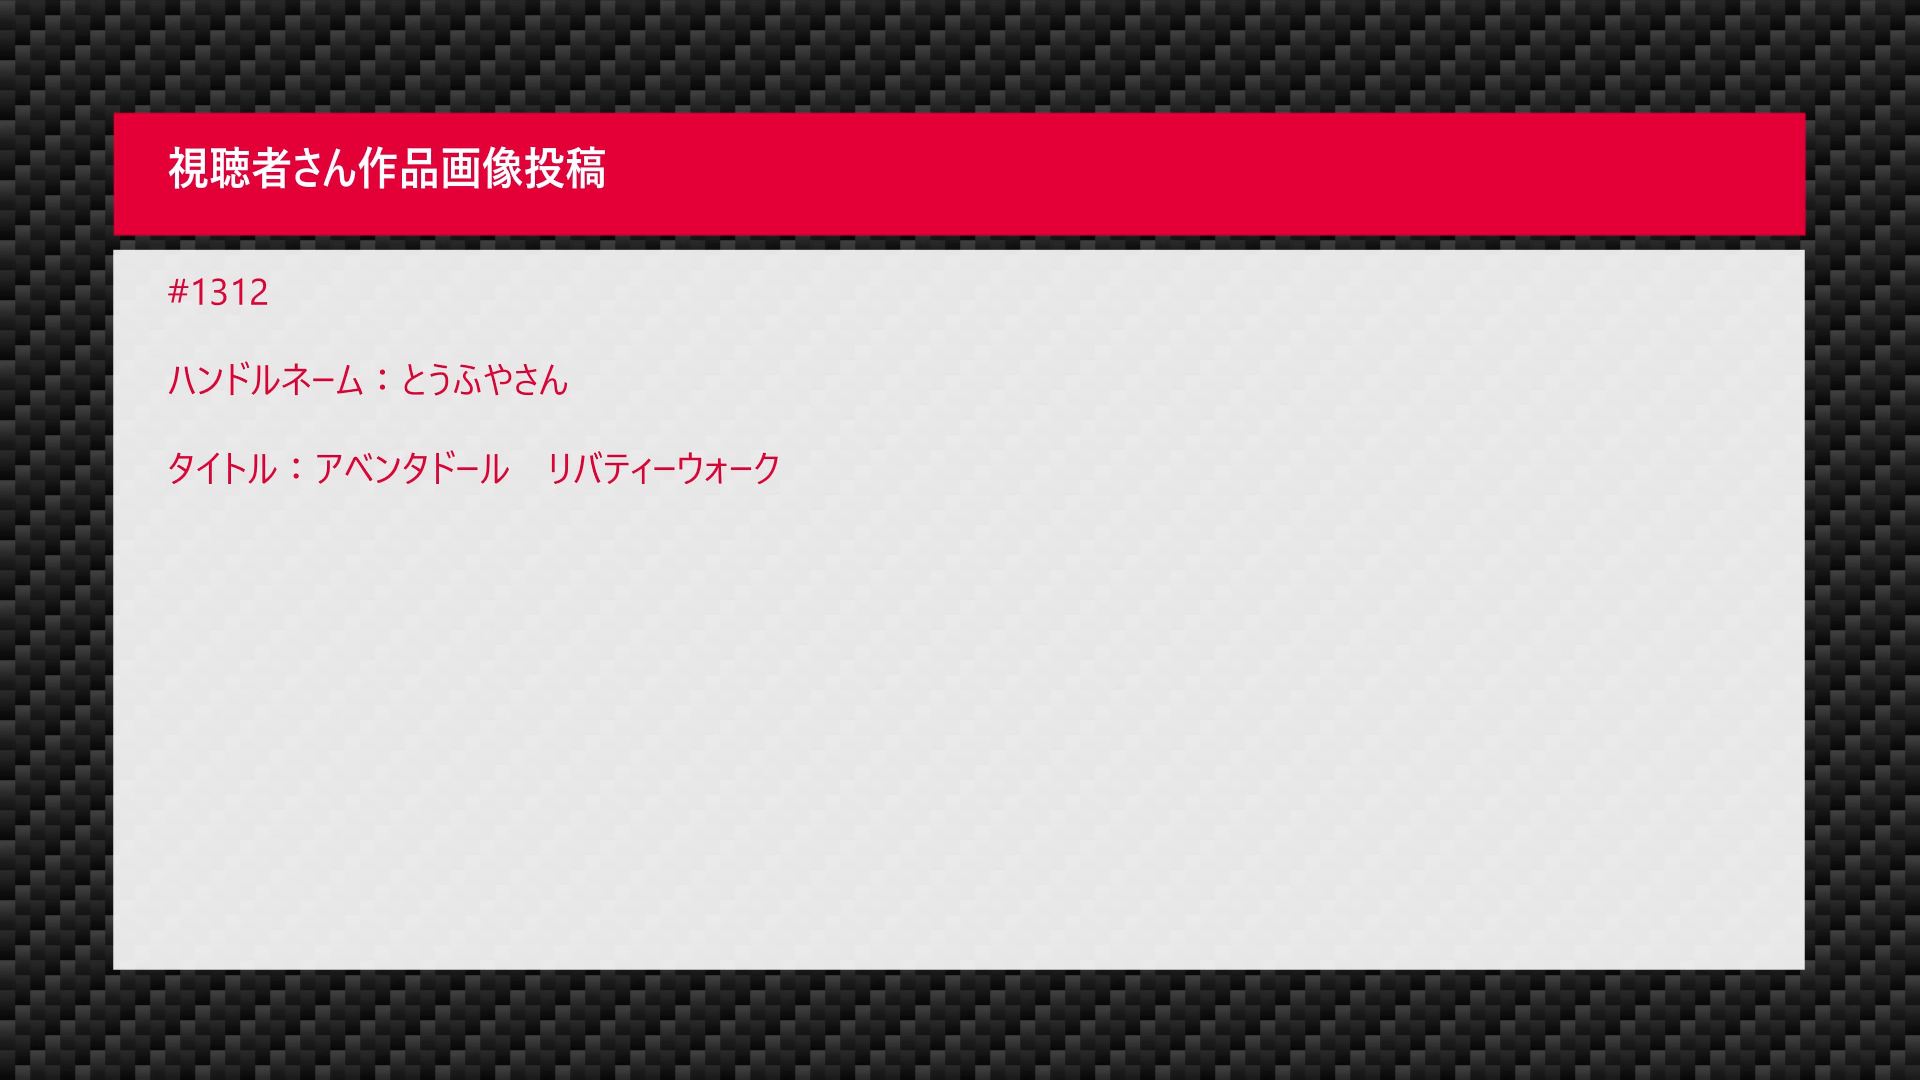 視聴者さん作品画像投稿
#1312
ハンドルネーム：とうふやさん
タイトル：アベンタドール　リバティーウォーク